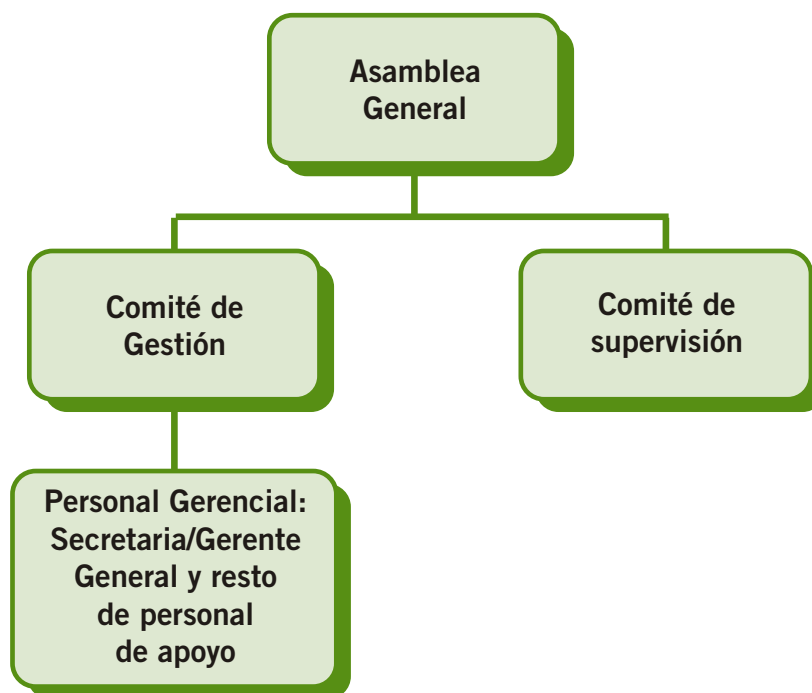 Asamblea
General
Comité de
Gestión
Comité de
supervisión
Personal Gerencial:
Secretaria/Gerente
General y resto
de personal
de apoyo